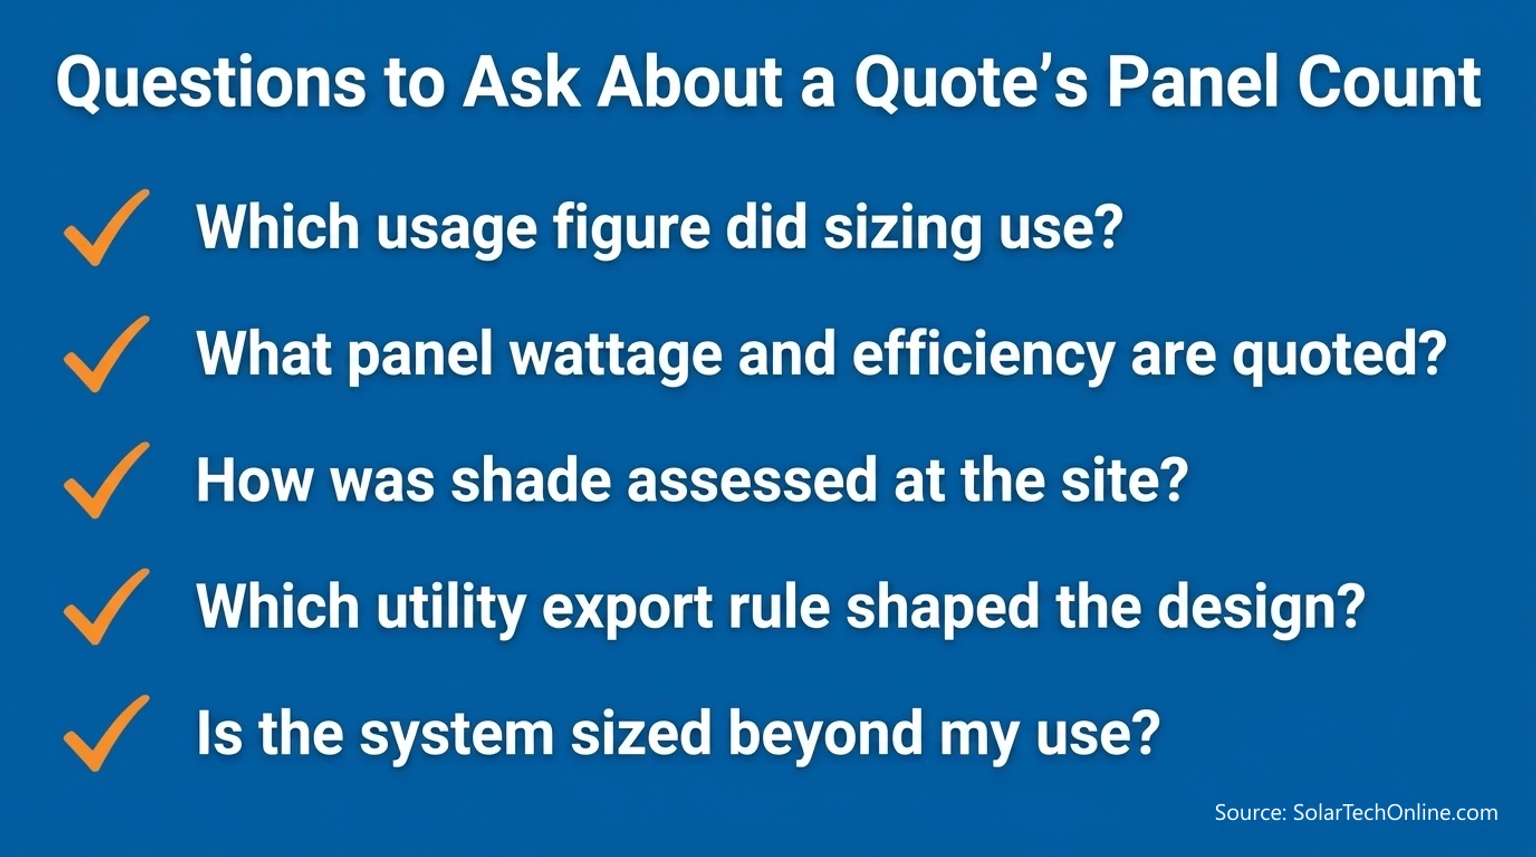 Questions to Ask About a Quote’s Panel Count
Which usage figure did sizing use?
What panel wattage and efficiency are quoted?
How was shade assessed at the site?
Which utility export rule shaped the design?
Is the system sized beyond my use?
Source: SolarTechOnline.com